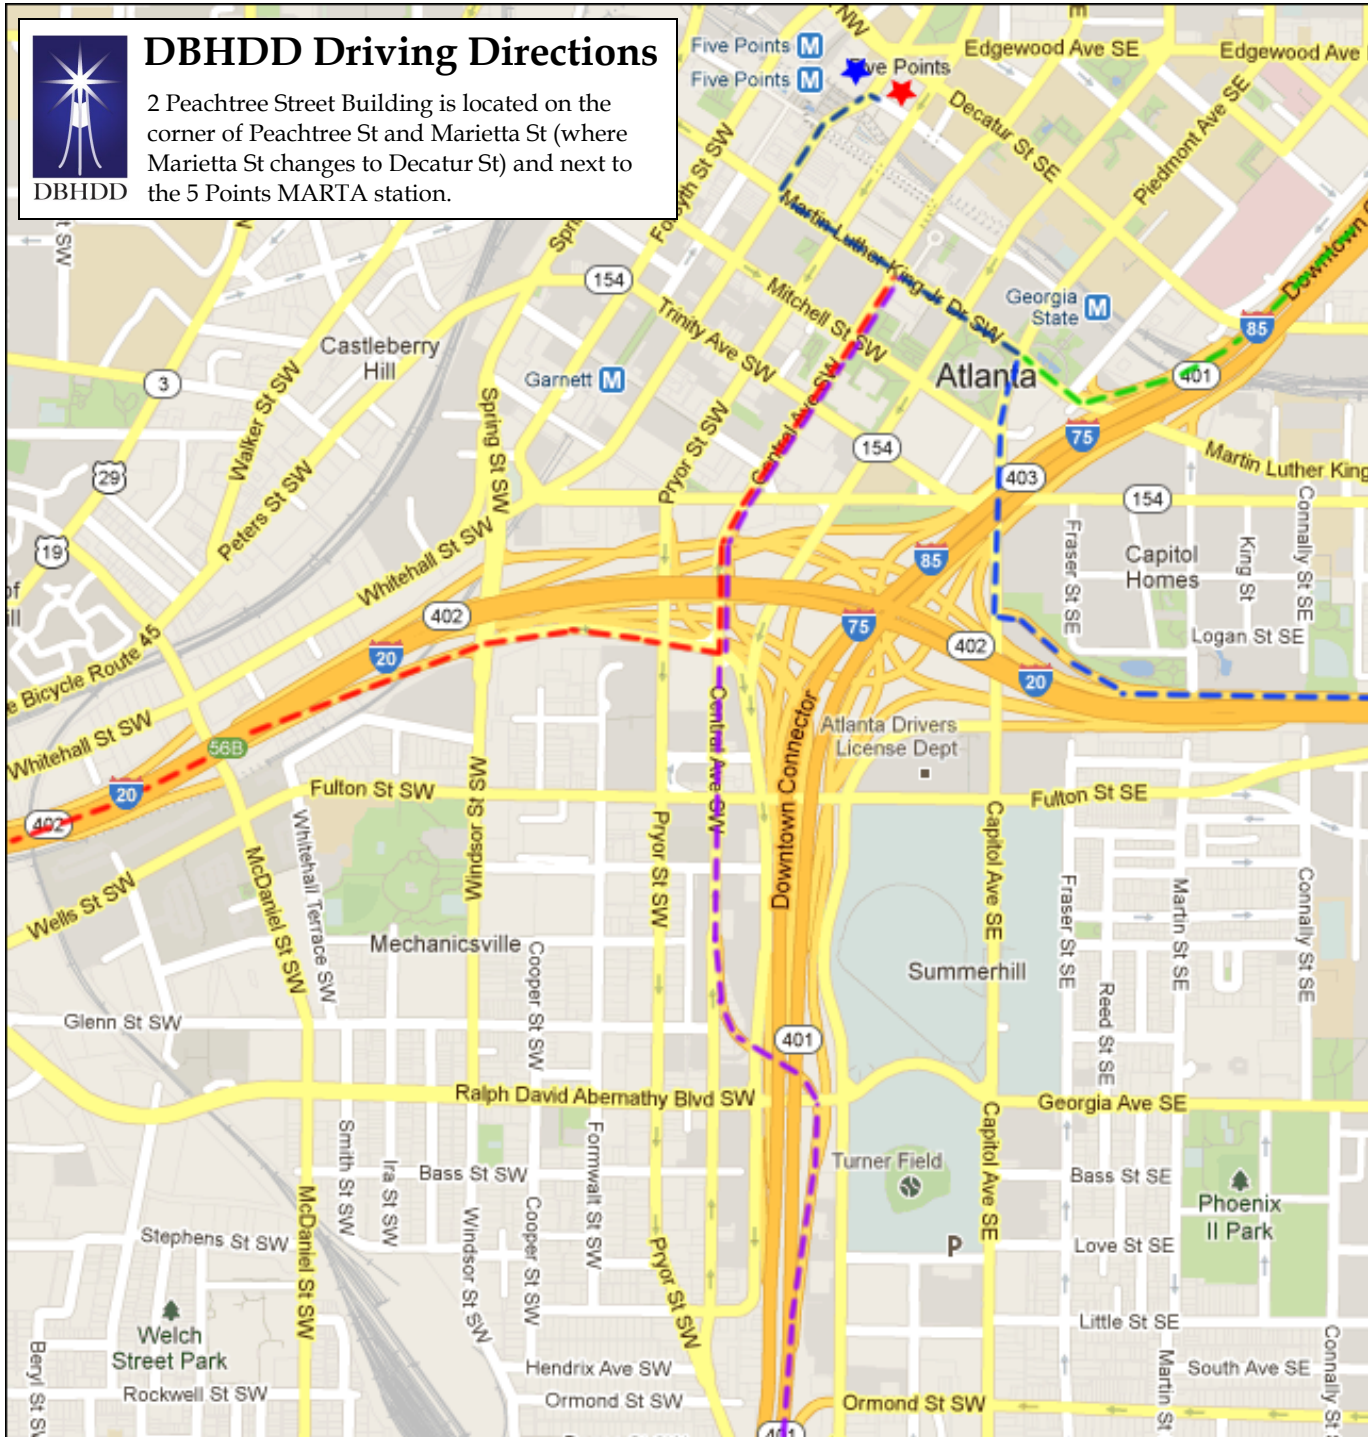 DBHDD Driving Directions
2 Peachtree Street Building is located on the
corner of Peachtree St and Marietta St (where
Marietta St changes to Decatur St) and next to
the 5 Points MARTA station.
DBHDD
NW
E
Five Points M
Five Points M
Five Points
Edgewood Ave SE
Edgewood Ave
Decatur St SE
Piedmont Ave SE
Forsyth St SW
t SW
Martin Luther King Jr Dr SW
Downtown
154
Georgia
State M
85
Mitchell St SW
Trinity Ave SW
Castleberry
Hill
Garnett M
Atlanta
401
3
Walker St SW
Spring St SW
Pryor St SW
Central Ave SW
154
75
Martin Luther King
29
Peters St SW
403
154
Connally St SE
19
Whitehall St SW
Fraser St SE
King St
85
Capitol
Homes
402
75
Logan St SE
402
20
20
e Bicycle Route 45
Whitehall St SW
56B
Central Ave SW
Downtown Connector
Atlanta Drivers
License Dept
20
402
Fulton St SW
Fulton St SE
Windsor St SW
Whitehall Terrace SW
McDaniel St SW
Pryor St SW
Capitol Ave SE
Wells St SW
Fraser St SE
Martin St SE
Connally St SE
Mechanicsville
Cooper St SW
Summerhill
Reed St SE
Glenn St SW
401
Ralph David Abernathy Blvd SW
Georgia Ave SE
Smith St SW
Ira St SW
Bass St SW
Formwalt St SW
Capitol Ave SE
Turner Field
Bass St SE
Phoenix
II Park
McDaniel St SW
Windsor St SW
Cooper St SW
Stephens St SW
Pryor St SW
P
Love St SE
Welch
Street Park
Little St SE
Beryl St SW
Hendrix Ave SW
Martin St
South Ave SE
Connally St
Rockwell St SW
Ormond St SW
Ormond St SW
401